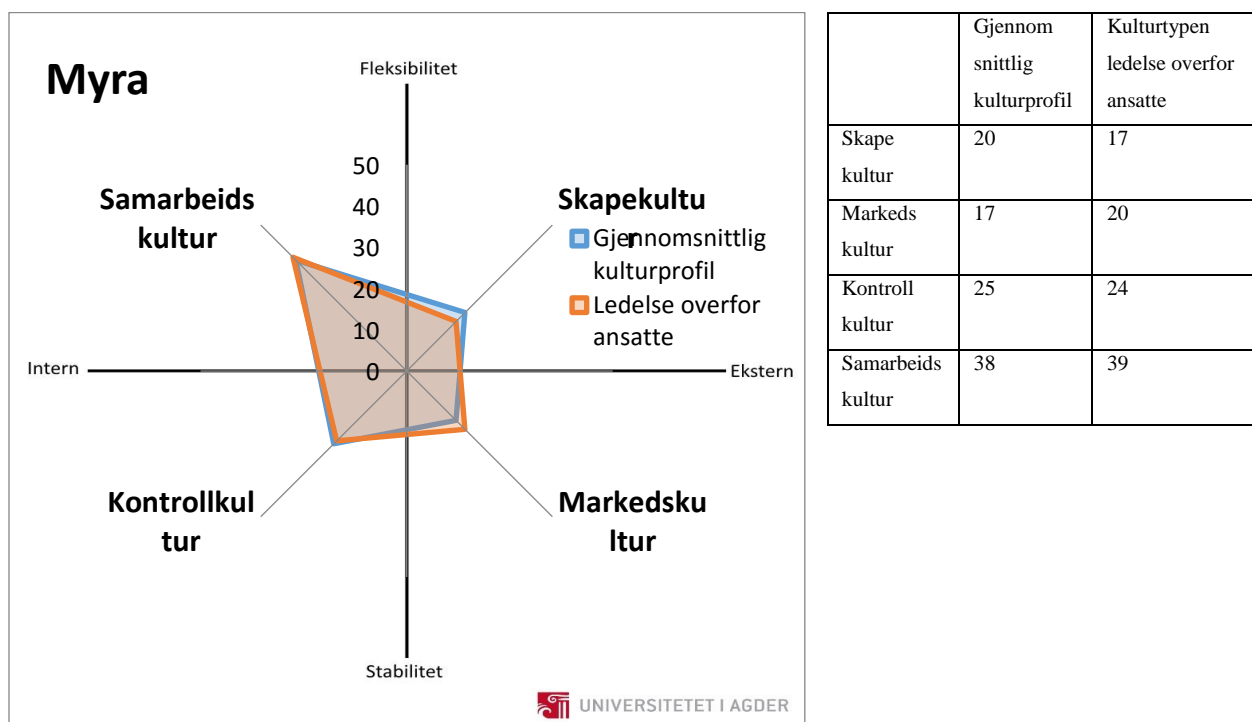 Myra
Fleksibilitet
50
40
30
20
10
0
Samarbeids
kultur
Skapekultu
r
Gjennomsnittlig
kulturprofil
Ledelse overfor
ansatte
Intern
Ekstern
Kontrollkul
tur
Markedsku
ltur
Stabilitet
UNIVERSITETET I AGDER
Gjennom
snittlig
kulturprofil
Kulturtypen
ledelse overfor
ansatte
Skape
kultur
20
17
Markeds
kultur
17
20
Kontroll
kultur
25
24
Samarbeids
kultur
38
39